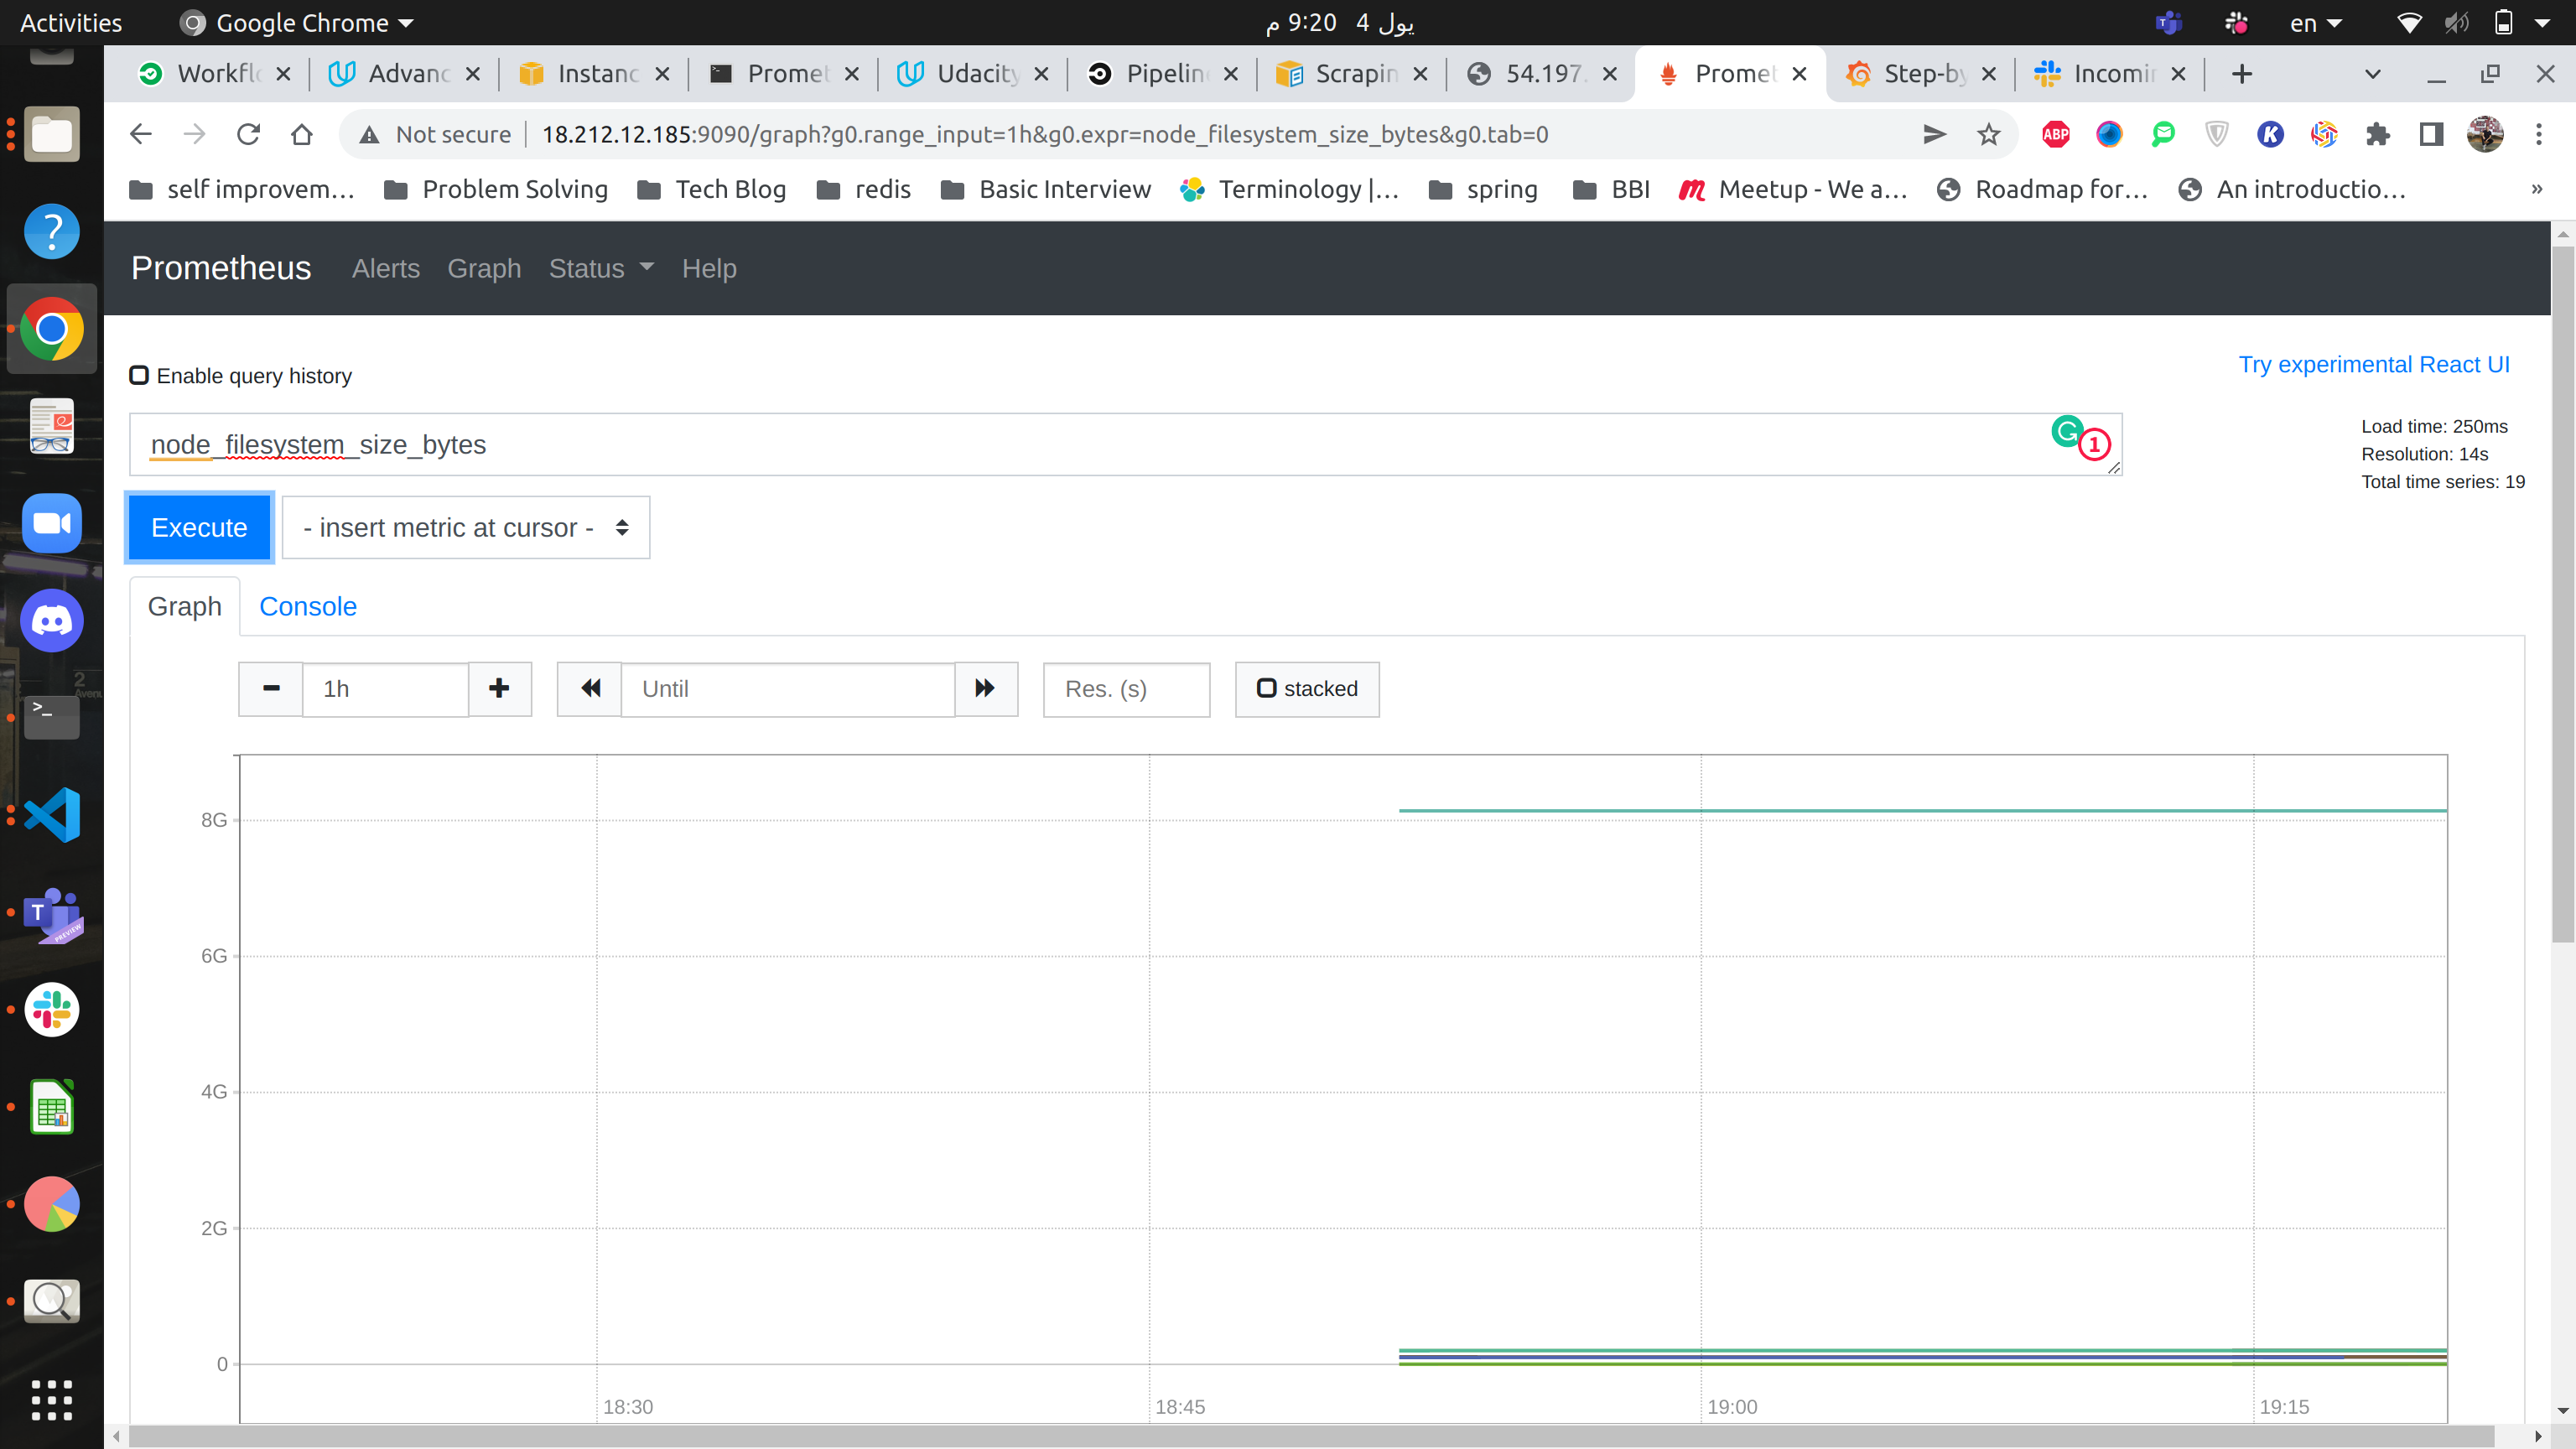 Activities
Google Chrome
يول 4 9:20 م
en
Workflo
Advanc
Instanc
Promet
Udacity
Pipelin
Scrapin
54.197.
Promet
Step-by
Incomin
Not secure
18.212.12.185:9090/graph?g0.range_input=1h&g0.expr=node_filesystem_size_bytes&g0.tab=0
ABP
K
self improvem...
Problem Solving
Tech Blog
redis
Basic Interview
Terminology |...
spring
BBI
Meetup - We a...
Roadmap for...
An introductio...
»
Prometheus
Alerts
Graph
Status
Help
Enable query history
Try experimental React UI
node_filesystem_size_bytes
1
Load time: 250ms
Resolution: 14s
Total time series: 19
Execute
- insert metric at cursor -
Graph
Console
1h
Until
Res. (s)
stacked
8G
6G
4G
2G
0
18:30
18:45
19:00
19:15
T
PREVIEW